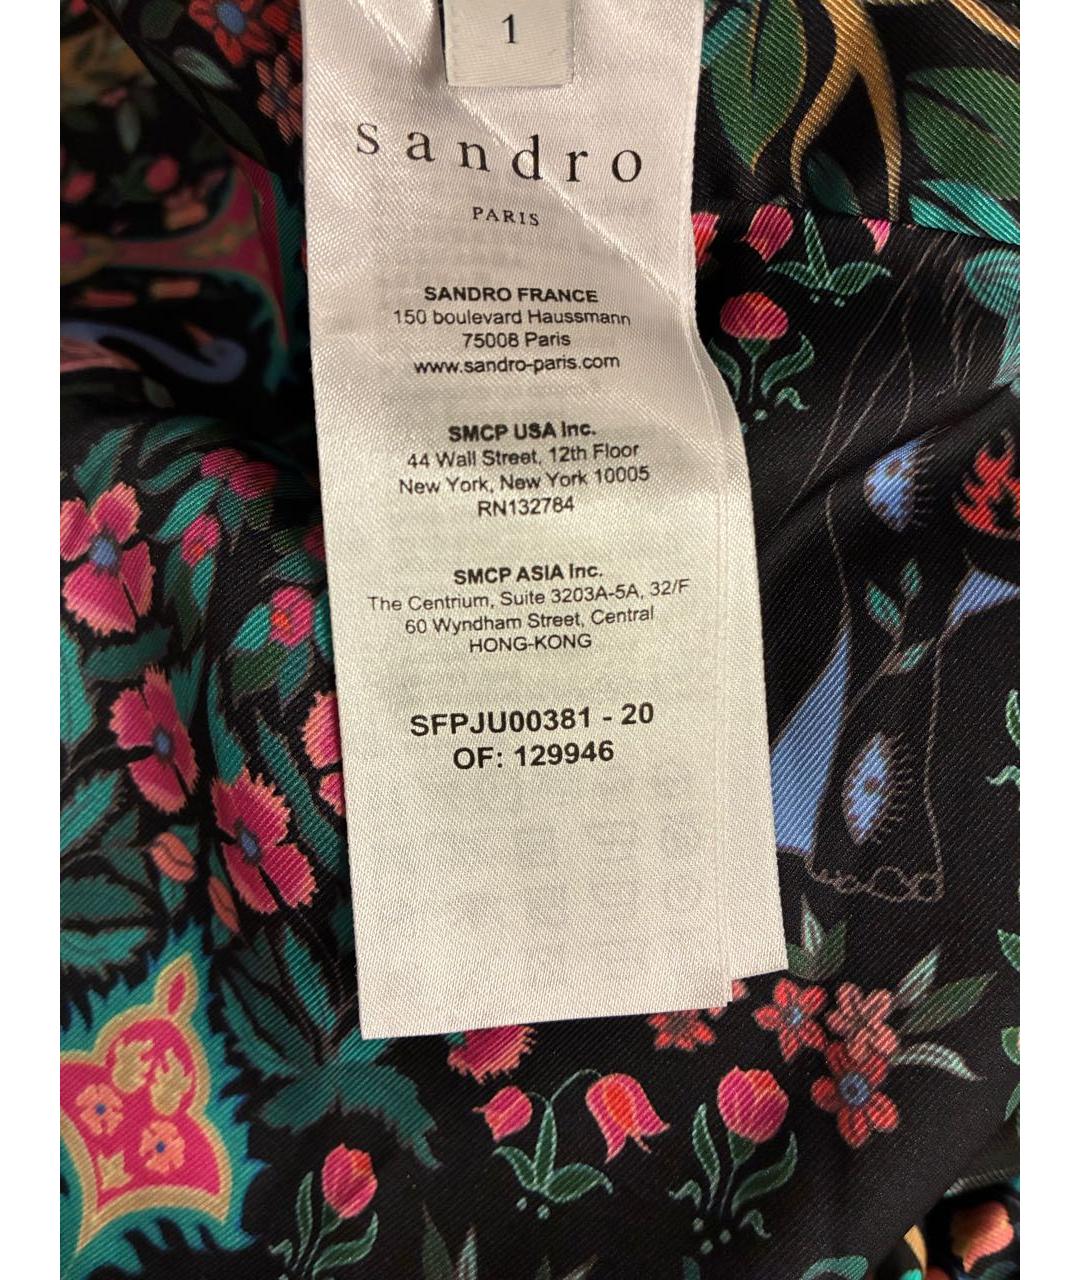 1
sandro
PARIS
SANDRO FRANCE
150 boulevard Haussmann
75008 Paris
www.sandro-paris.com
SMCP USA Inc.
44 Wall Street, 12th Floor
New York, New York 10005
RN132784
SMCP ASIA Inc.
The Centrium, Suite 3203A-5A, 32/F
60 Wyndham Street, Central
HONG-KONG
SFPJU00381 - 20
OF: 129946